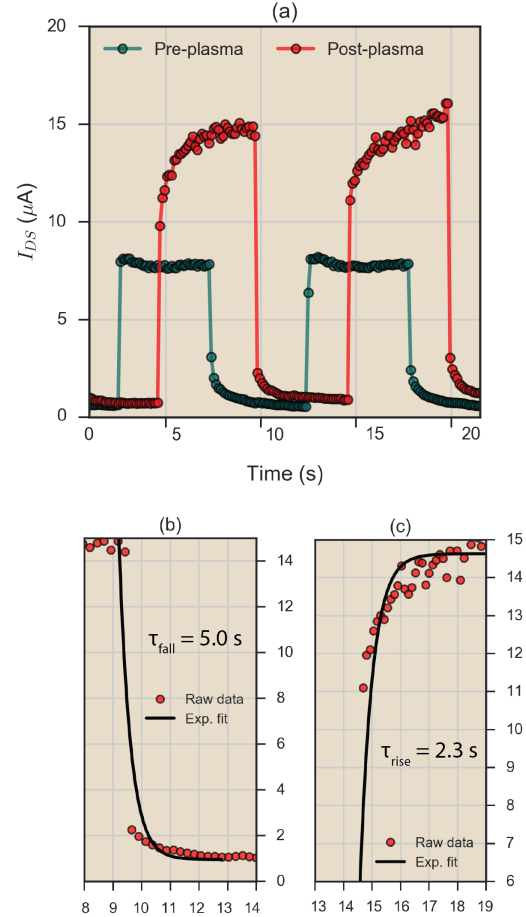 (a)
20
15
10
5
0
I_DS (μA)
Pre-plasma
Post-plasma
0 5 10 15 20
Time (s)
(b)
14
12
10
8
6
4
2
0
τ_fall = 5.0 s
Raw data
Exp. fit
8 9 10 11 12 13 14
(c)
15
14
13
12
11
10
9
8
7
6
τ_rise = 2.3 s
Raw data
Exp. fit
13 14 15 16 17 18 19